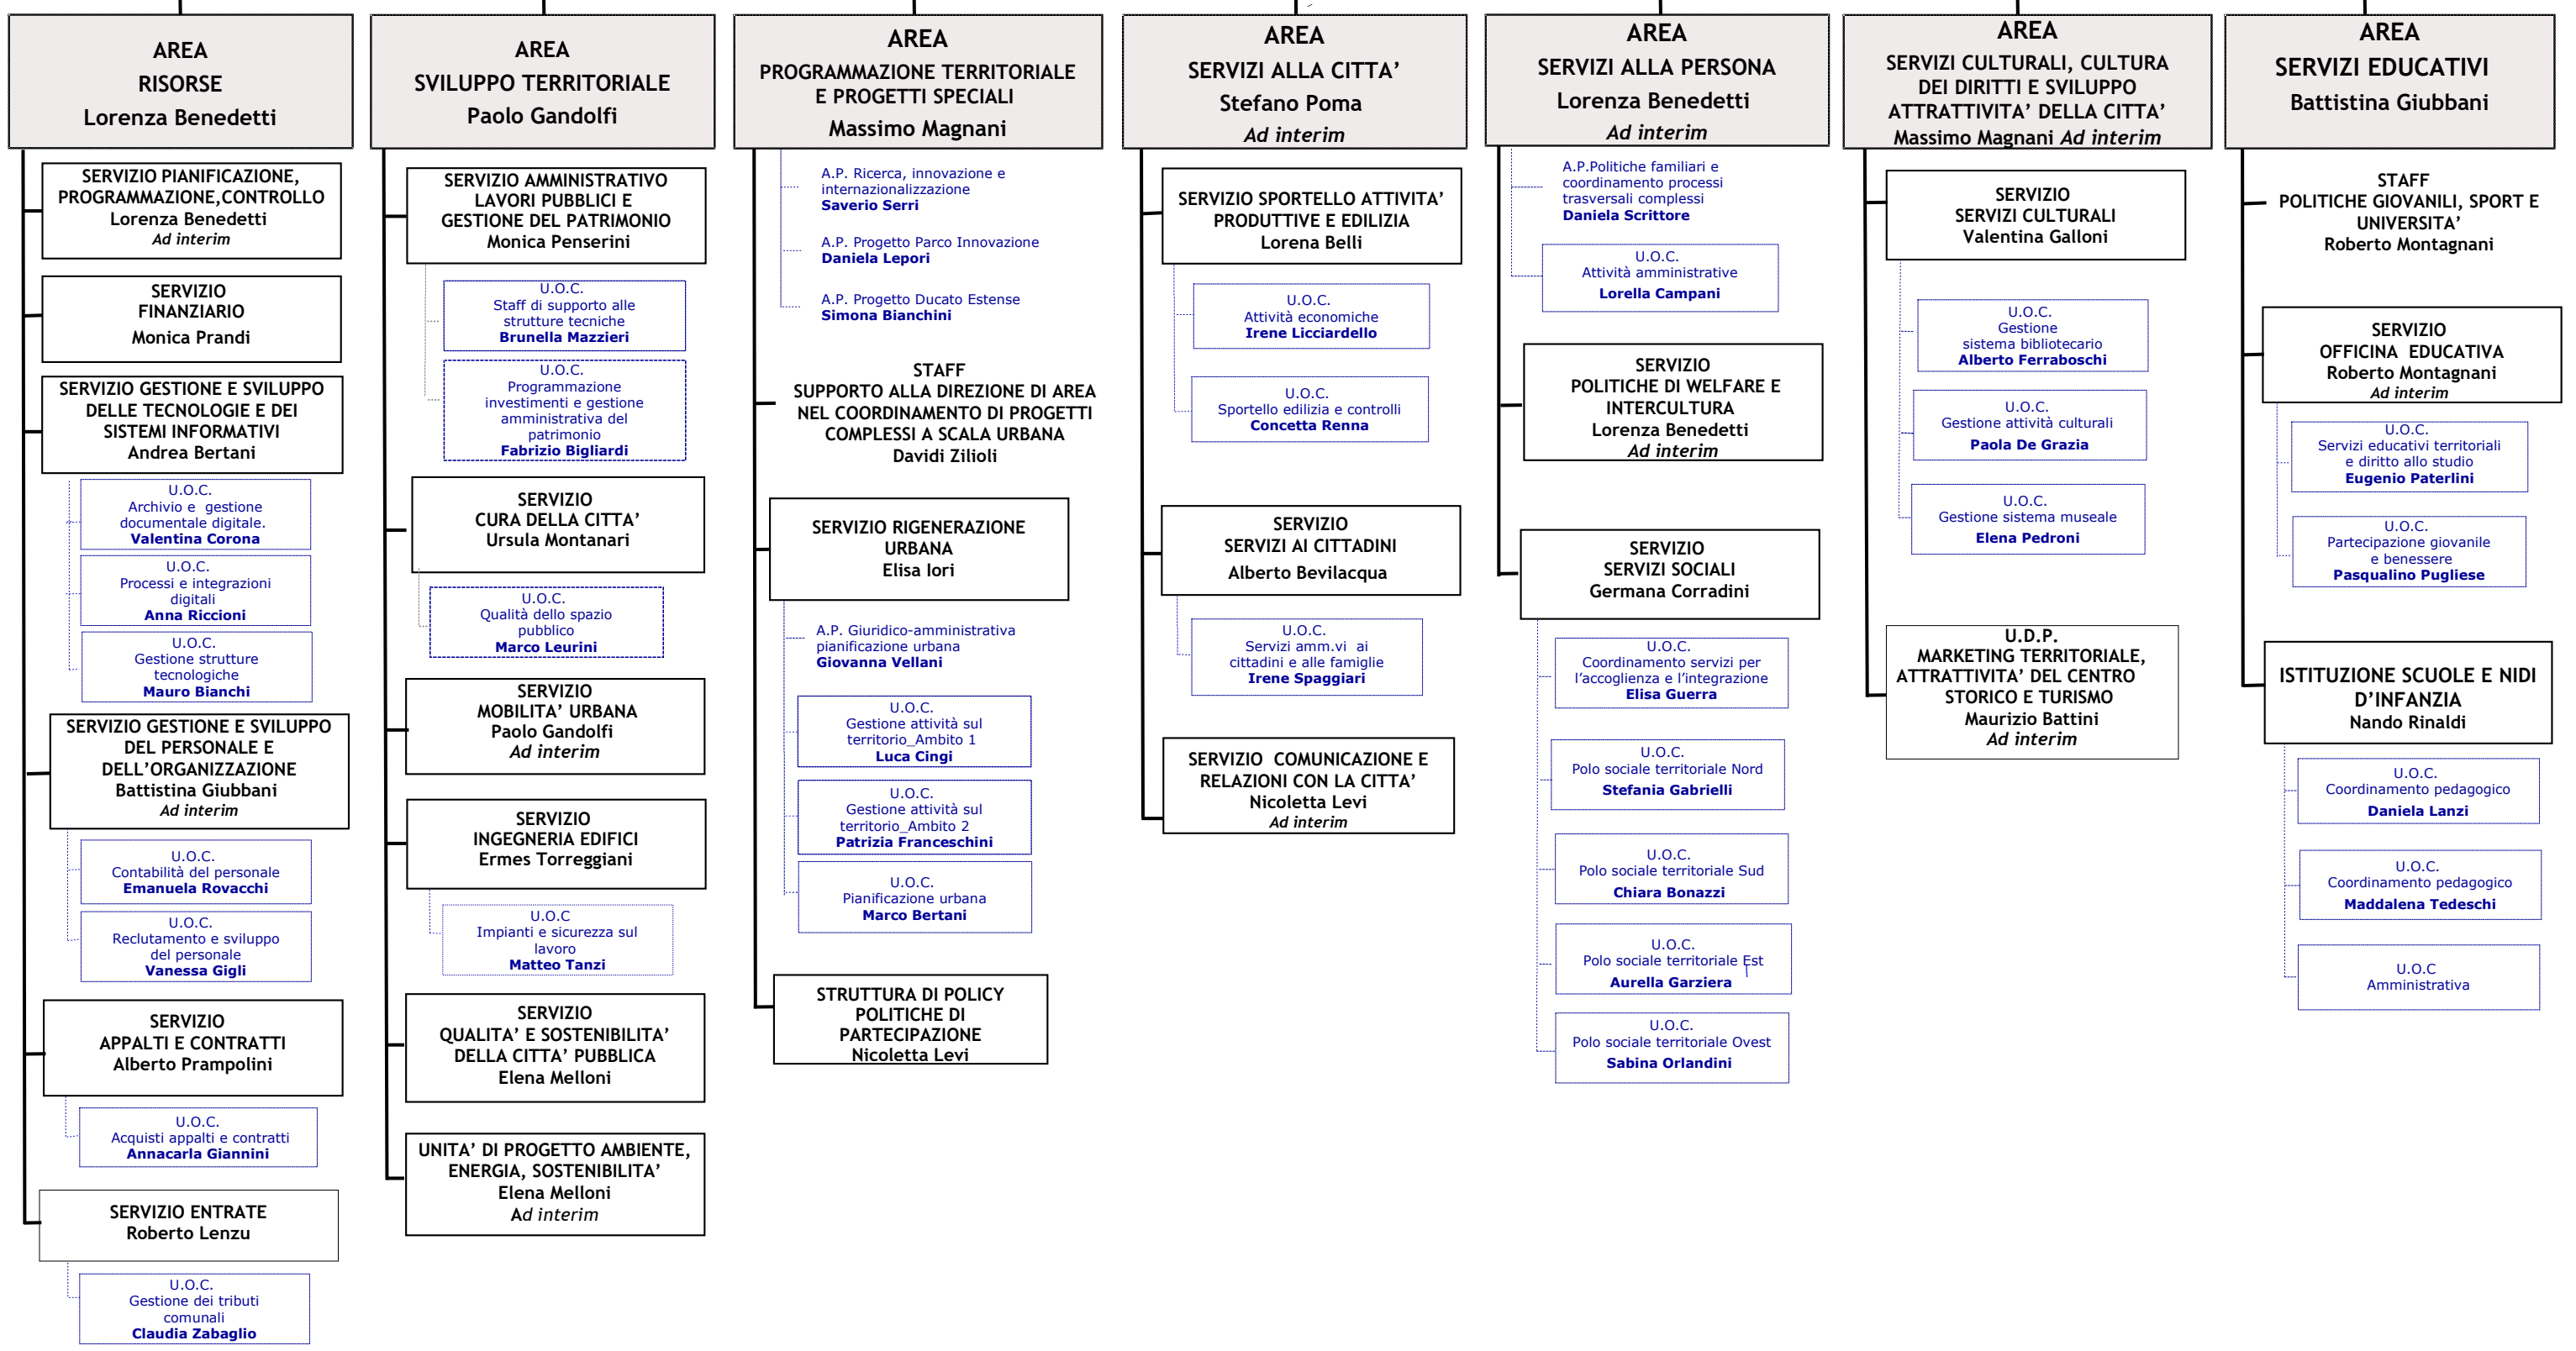 AREA
RISORSE
Lorenza Benedetti
SERVIZIO PIANIFICAZIONE,
PROGRAMMAZIONE,CONTROLLO
Lorenza Benedetti
Ad interim
SERVIZIO
FINANZIARIO
Monica Prandi
SERVIZIO GESTIONE E SVILUPPO
DELLE TECNOLOGIE E DEI
SISTEMI INFORMATIVI
Andrea Bertani
U.O.C.
Archivio e gestione
documentale digitale.
Valentina Corona
U.O.C.
Processi e integrazioni
digitali
Anna Riccioni
U.O.C.
Gestione strutture
tecnologiche
Mauro Bianchi
SERVIZIO GESTIONE E SVILUPPO
DEL PERSONALE E
DELL’ORGANIZZAZIONE
Battistina Giubbani
Ad interim
U.O.C.
Contabilità del personale
Emanuela Rovacchi
U.O.C.
Reclutamento e sviluppo
del personale
Vanessa Gigli
SERVIZIO
APPALTI E CONTRATTI
Alberto Prampolini
U.O.C.
Acquisti appalti e contratti
Annacarla Giannini
SERVIZIO ENTRATE
Roberto Lenzu
U.O.C.
Gestione dei tributi
comunali
Claudia Zabaglio
AREA
SVILUPPO TERRITORIALE
Paolo Gandolfi
SERVIZIO AMMINISTRATIVO
LAVORI PUBBLICI E
GESTIONE DEL PATRIMONIO
Monica Penserini
U.O.C.
Staff di supporto alle
strutture tecniche
Brunella Mazzieri
U.O.C.
Programmazione
investimenti e gestione
amministrativa del
patrimonio
Fabrizio Bigliardi
SERVIZIO
CURA DELLA CITTA’
Ursula Montanari
U.O.C.
Qualità dello spazio
pubblico
Marco Leurini
SERVIZIO
MOBILITA’ URBANA
Paolo Gandolfi
Ad interim
SERVIZIO
INGEGNERIA EDIFICI
Ermes Torreggiani
U.O.C
Impianti e sicurezza sul
lavoro
Matteo Tanzi
SERVIZIO
QUALITA’ E SOSTENIBILITA’
DELLA CITTA’ PUBBLICA
Elena Melloni
UNITA’ DI PROGETTO AMBIENTE,
ENERGIA, SOSTENIBILITA’
Elena Melloni
Ad interim
AREA
PROGRAMMAZIONE TERRITORIALE
E PROGETTI SPECIALI
Massimo Magnani
A.P. Ricerca, innovazione e
internazionalizzazione
Saverio Serri
A.P. Progetto Parco Innovazione
Daniela Lepori
A.P. Progetto Ducato Estense
Simona Bianchini
STAFF
SUPPORTO ALLA DIREZIONE DI AREA
NEL COORDINAMENTO DI PROGETTI
COMPLESSI A SCALA URBANA
Davidi Zilioli
SERVIZIO RIGENERAZIONE
URBANA
Elisa Iori
A.P. Giuridico-amministrativa
pianificazione urbana
Giovanna Vellani
U.O.C.
Gestione attività sul
territorio_Ambito 1
Luca Cingi
U.O.C.
Gestione attività sul
territorio_Ambito 2
Patrizia Franceschini
U.O.C.
Pianificazione urbana
Marco Bertani
STRUTTURA DI POLICY
POLITICHE DI
PARTECIPAZIONE
Nicoletta Levi
AREA
SERVIZI ALLA CITTA’
Stefano Poma
Ad interim
SERVIZIO SPORTELLO ATTIVITA’
PRODUTTIVE E EDILIZIA
Lorena Belli
U.O.C.
Attività economiche
Irene Licciardello
U.O.C.
Sportello edilizia e controlli
Concetta Renna
SERVIZIO
SERVIZI AI CITTADINI
Alberto Bevilacqua
U.O.C.
Servizi amm.vi ai
cittadini e alle famiglie
Irene Spaggiari
SERVIZIO COMUNICAZIONE E
RELAZIONI CON LA CITTA’
Nicoletta Levi
Ad interim
AREA
SERVIZI ALLA PERSONA
Lorenza Benedetti
Ad interim
A.P.Politiche familiari e
coordinamento processi
trasversali complessi
Daniela Scrittore
U.O.C.
Attività amministrative
Lorella Campani
SERVIZIO
POLITICHE DI WELFARE E
INTERCULTURA
Lorenza Benedetti
Ad interim
SERVIZIO
SERVIZI SOCIALI
Germana Corradini
U.O.C.
Coordinamento servizi per
l’accoglienza e l’integrazione
Elisa Guerra
U.O.C.
Polo sociale territoriale Nord
Stefania Gabrielli
U.O.C.
Polo sociale territoriale Sud
Chiara Bonazzi
U.O.C.
Polo sociale territoriale Est
Aurella Garziera
U.O.C.
Polo sociale territoriale Ovest
Sabina Orlandini
AREA
SERVIZI CULTURALI, CULTURA
DEI DIRITTI E SVILUPPO
ATTRATTIVITA’ DELLA CITTA’
Massimo Magnani Ad interim
SERVIZIO
SERVIZI CULTURALI
Valentina Galloni
U.O.C.
Gestione
sistema bibliotecario
Alberto Ferraboschi
U.O.C.
Gestione attività culturali
Paola De Grazia
U.O.C.
Gestione sistema museale
Elena Pedroni
U.D.P.
MARKETING TERRITORIALE,
ATTRATTIVITA’ DEL CENTRO
STORICO E TURISMO
Maurizio Battini
Ad interim
AREA
SERVIZI EDUCATIVI
Battistina Giubbani
STAFF
POLITICHE GIOVANILI, SPORT E
UNIVERSITA’
Roberto Montagnani
SERVIZIO
OFFICINA EDUCATIVA
Roberto Montagnani
Ad interim
U.O.C.
Servizi educativi territoriali
e diritto allo studio
Eugenio Paterlini
U.O.C.
Partecipazione giovanile
e benessere
Pasqualino Pugliese
ISTITUZIONE SCUOLE E NIDI
D’INFANZIA
Nando Rinaldi
U.O.C.
Coordinamento pedagogico
Daniela Lanzi
U.O.C.
Coordinamento pedagogico
Maddalena Tedeschi
U.O.C
Amministrativa